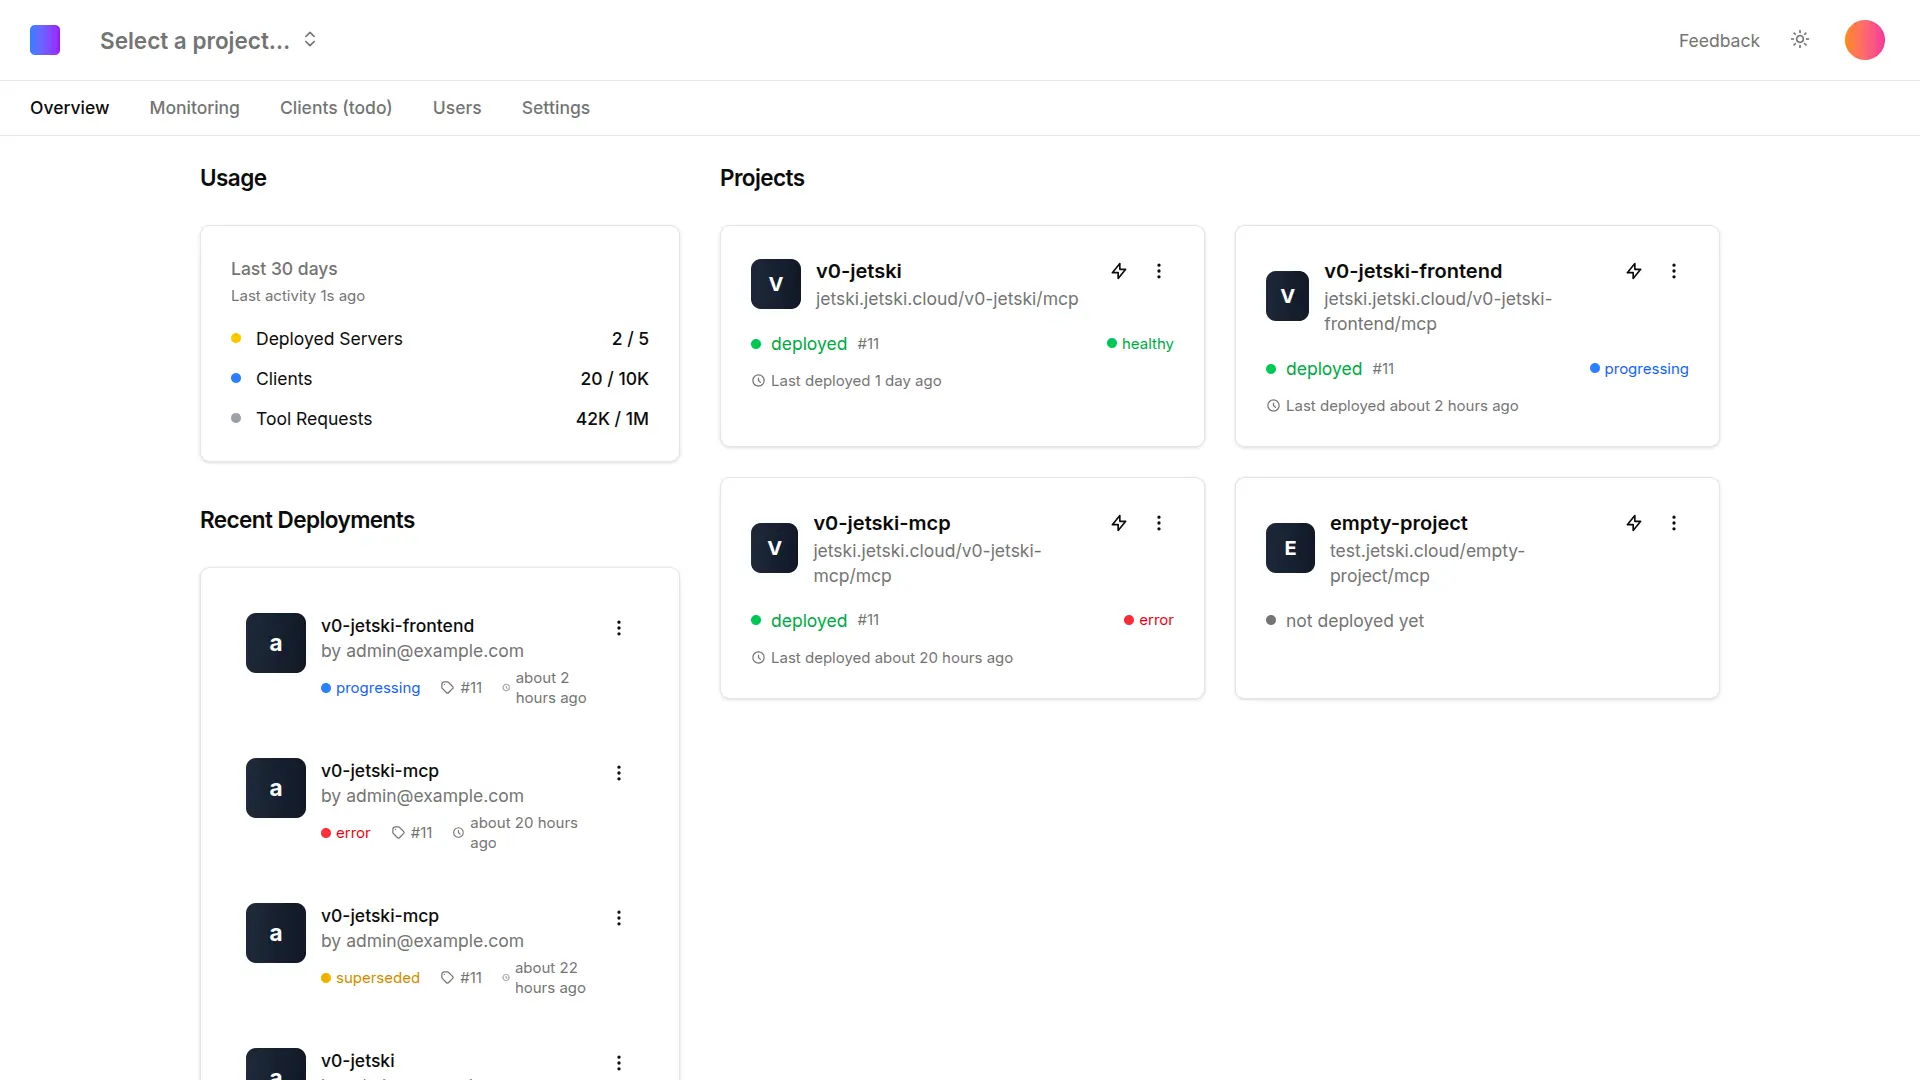 Select a project...
Feedback
Overview
Monitoring
Clients (todo)
Users
Settings
Usage
Last 30 days
Last activity 1s ago
Deployed Servers 2 / 5
Clients 20 / 10K
Tool Requests 42K / 1M
Recent Deployments
a
v0-jetski-frontend
by admin@example.com
progressing #11 about 2
hours ago
a
v0-jetski-mcp
by admin@example.com
error #11 about 20 hours
ago
a
v0-jetski-mcp
by admin@example.com
superseded #11 about 22
hours ago
a
v0-jetski
Projects
V
v0-jetski
jetski.jetski.cloud/v0-jetski/mcp
deployed #11 healthy
Last deployed 1 day ago
V
v0-jetski-frontend
jetski.jetski.cloud/v0-jetski-
frontend/mcp
deployed #11 progressing
Last deployed about 2 hours ago
V
v0-jetski-mcp
jetski.jetski.cloud/v0-jetski-
mcp/mcp
deployed #11 error
Last deployed about 20 hours ago
E
empty-project
test.jetski.cloud/empty-
project/mcp
not deployed yet